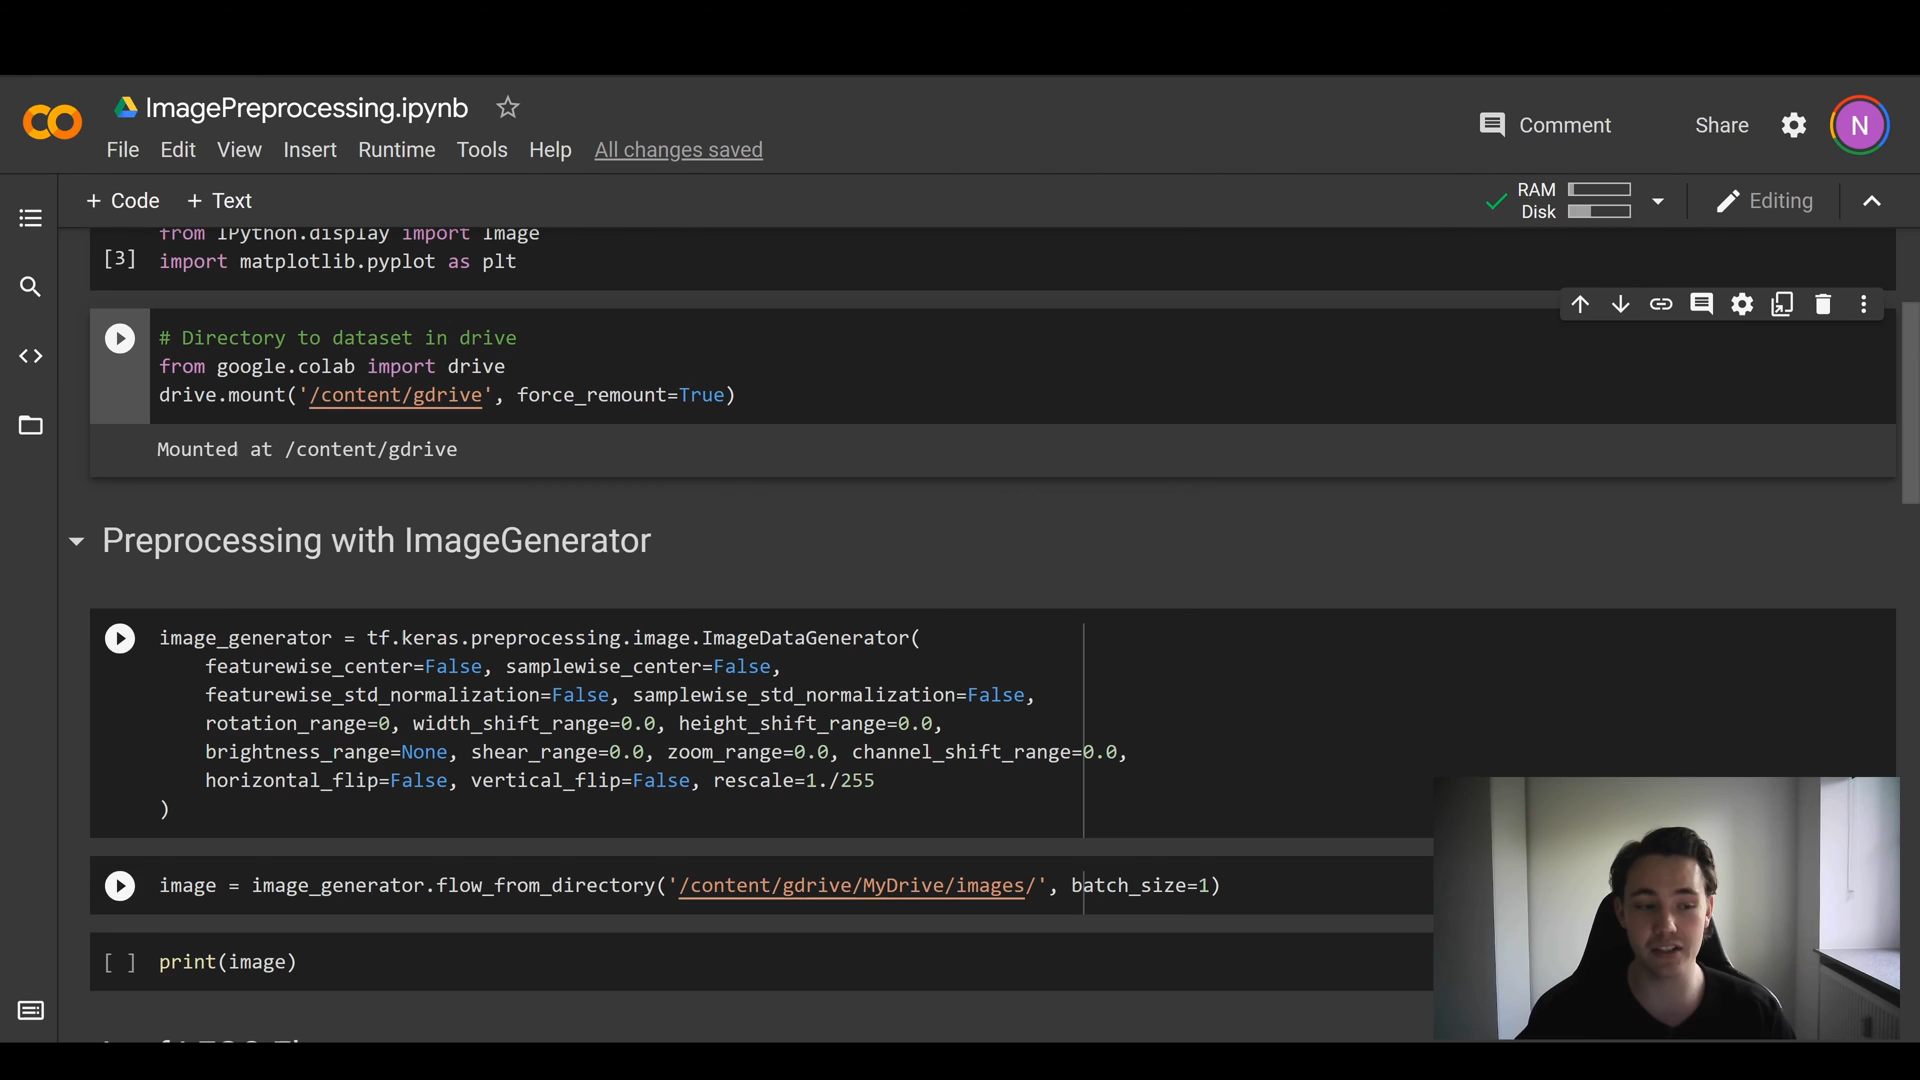 ImagePreprocessing.ipynb
File Edit View Insert Runtime Tools Help All changes saved
Comment Share N
+ Code + Text
RAM
Disk
Editing
from IPython.display import Image
[3] import matplotlib.pyplot as plt
# Directory to dataset in drive
from google.colab import drive
drive.mount('/content/gdrive', force_remount=True)
Mounted at /content/gdrive
Preprocessing with ImageGenerator
image_generator = tf.keras.preprocessing.image.ImageDataGenerator(
featurewise_center=False, samplewise_center=False,
featurewise_std_normalization=False, samplewise_std_normalization=False,
rotation_range=0, width_shift_range=0.0, height_shift_range=0.0,
brightness_range=None, shear_range=0.0, zoom_range=0.0, channel_shift_range=0.0,
horizontal_flip=False, vertical_flip=False, rescale=1./255
)
image = image_generator.flow_from_directory('/content/gdrive/MyDrive/images/', batch_size=1)
[ ] print(image)